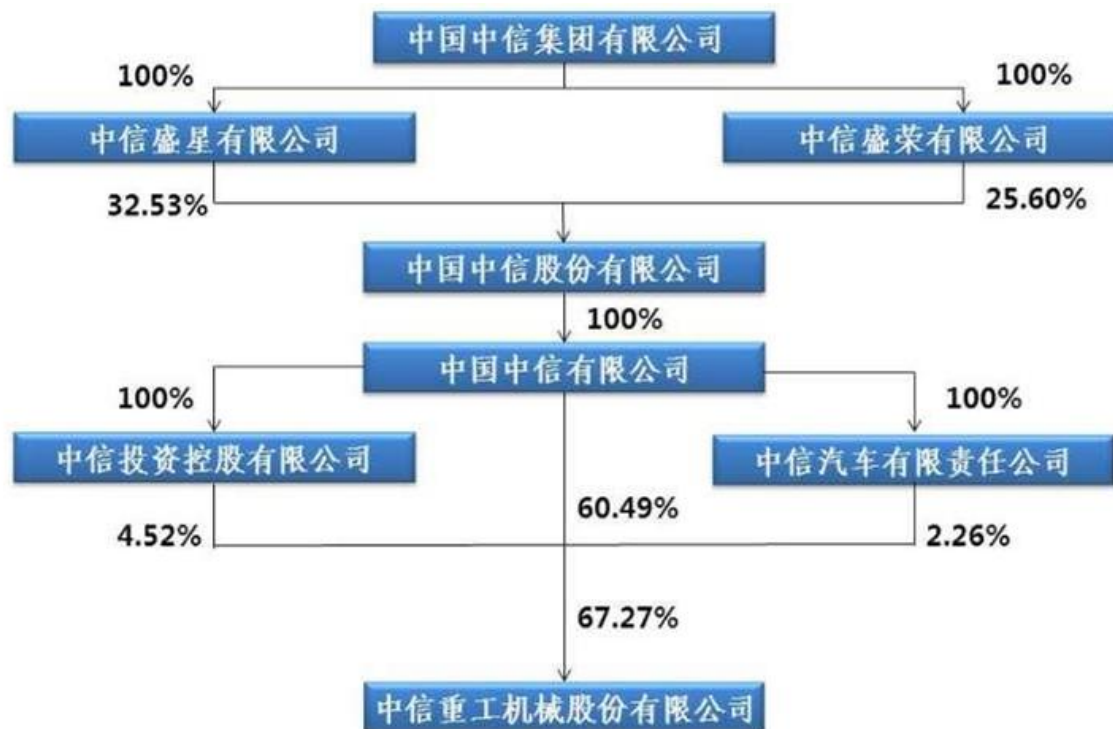 中国中信集团有限公司
100%
100%
中信盛星有限公司
中信盛荣有限公司
32.53%
25.60%
中国中信股份有限公司
100%
中国中信有限公司
100%
100%
中信投资控股有限公司
中信汽车有限责任公司
60.49%
4.52%
2.26%
67.27%
中信重工机械股份有限公司